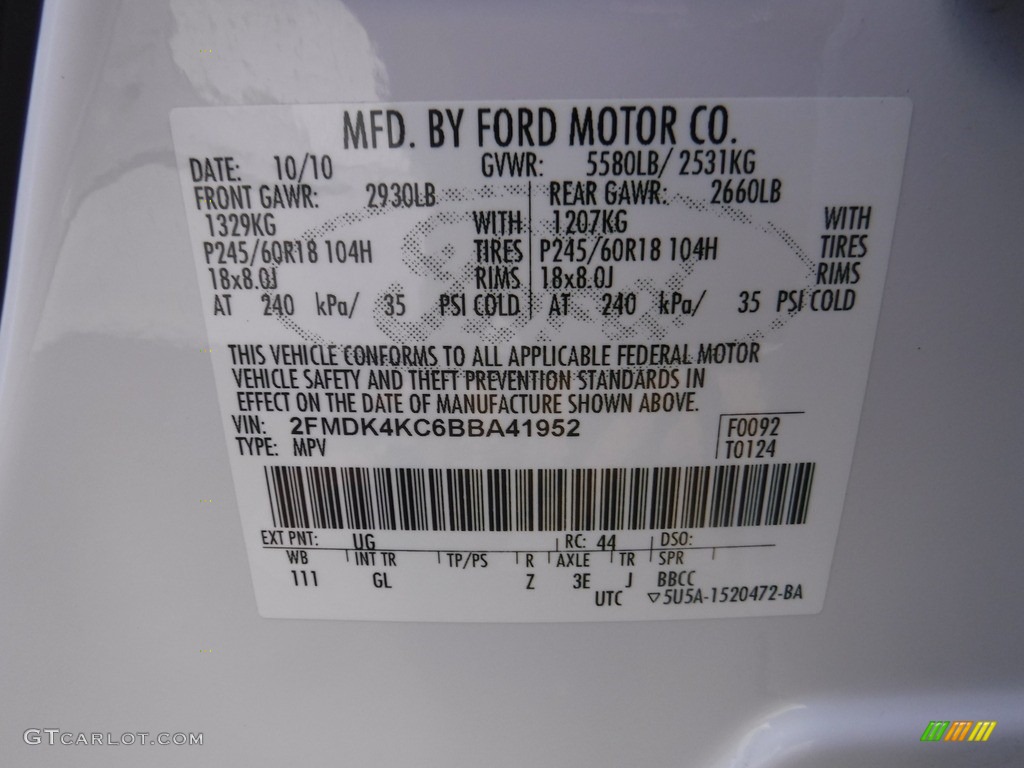 MFD. BY FORD MOTOR CO.
DATE: 10/10 GVWR: 5580LB/ 2531KG
FRONT GAWR: 2930LB REAR GAWR: 2660LB
1329KG WITH 1207KG WITH
P245/60R18 104H TIRES P245/60R18 104H TIRES
18x8.0J RIMS 18x8.0J RIMS
AT 240 kPa/ 35 PSI COLD AT 240 kPa/ 35 PSI COLD
THIS VEHICLE CONFORMS TO ALL APPLICABLE FEDERAL MOTOR
VEHICLE SAFETY AND THEFT PREVENTION STANDARDS IN
EFFECT ON THE DATE OF MANUFACTURE SHOWN ABOVE.
VIN: 2FMDK4KC6BBA41952 F0092
TYPE: MPV T0124
EXT PNT: UG RC: 44 DSO:
WB INT TR TP/PS R AXLE TR SPR
111 GL Z 3E J BBCC
UTC ▽5U5A-1520472-BA
GTCARLOT.COM